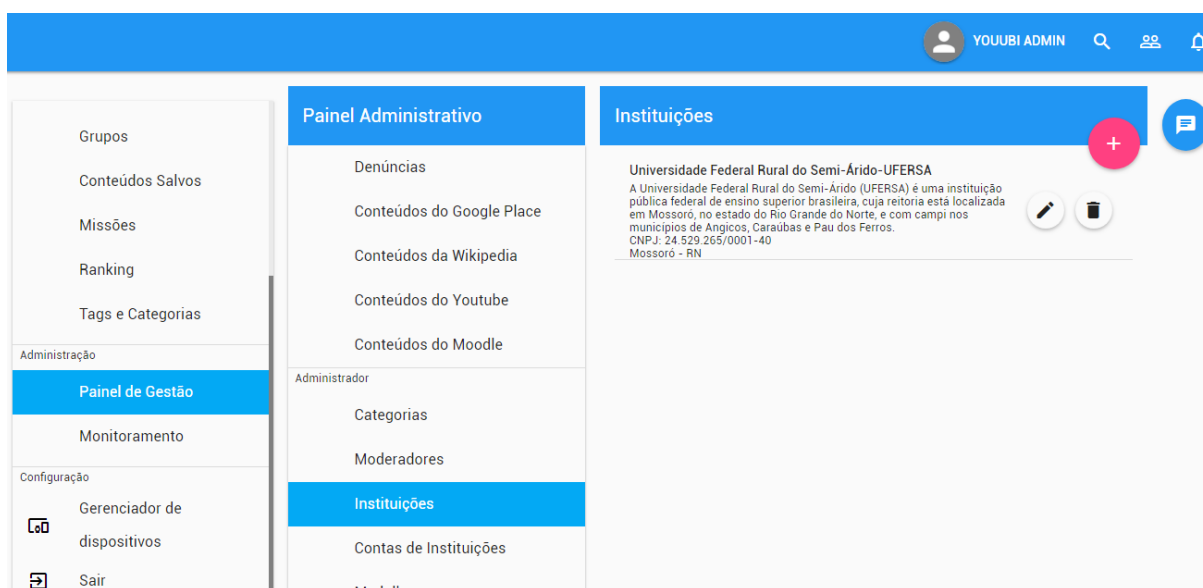 YOUUBI ADMIN
Grupos
Conteúdos Salvos
Missões
Ranking
Tags e Categorias
Administração
Painel de Gestão
Monitoramento
Configuração
Gerenciador de
dispositivos
Sair
Painel Administrativo
Denúncias
Conteúdos do Google Place
Conteúdos da Wikipedia
Conteúdos do Youtube
Conteúdos do Moodle
Administrador
Categorias
Moderadores
Instituições
Contas de Instituições
Instituições
Universidade Federal Rural do Semi-Árido-UFERSA
A Universidade Federal Rural do Semi-Árido (UFERSA) é uma instituição
pública federal de ensino superior brasileira, cuja reitoria está localizada
em Mossoró, no estado do Rio Grande do Norte, e com campi nos
municípios de Angicos, Caraúbas e Pau dos Ferros.
CNPJ: 24.529.265/0001-40
Mossoró - RN